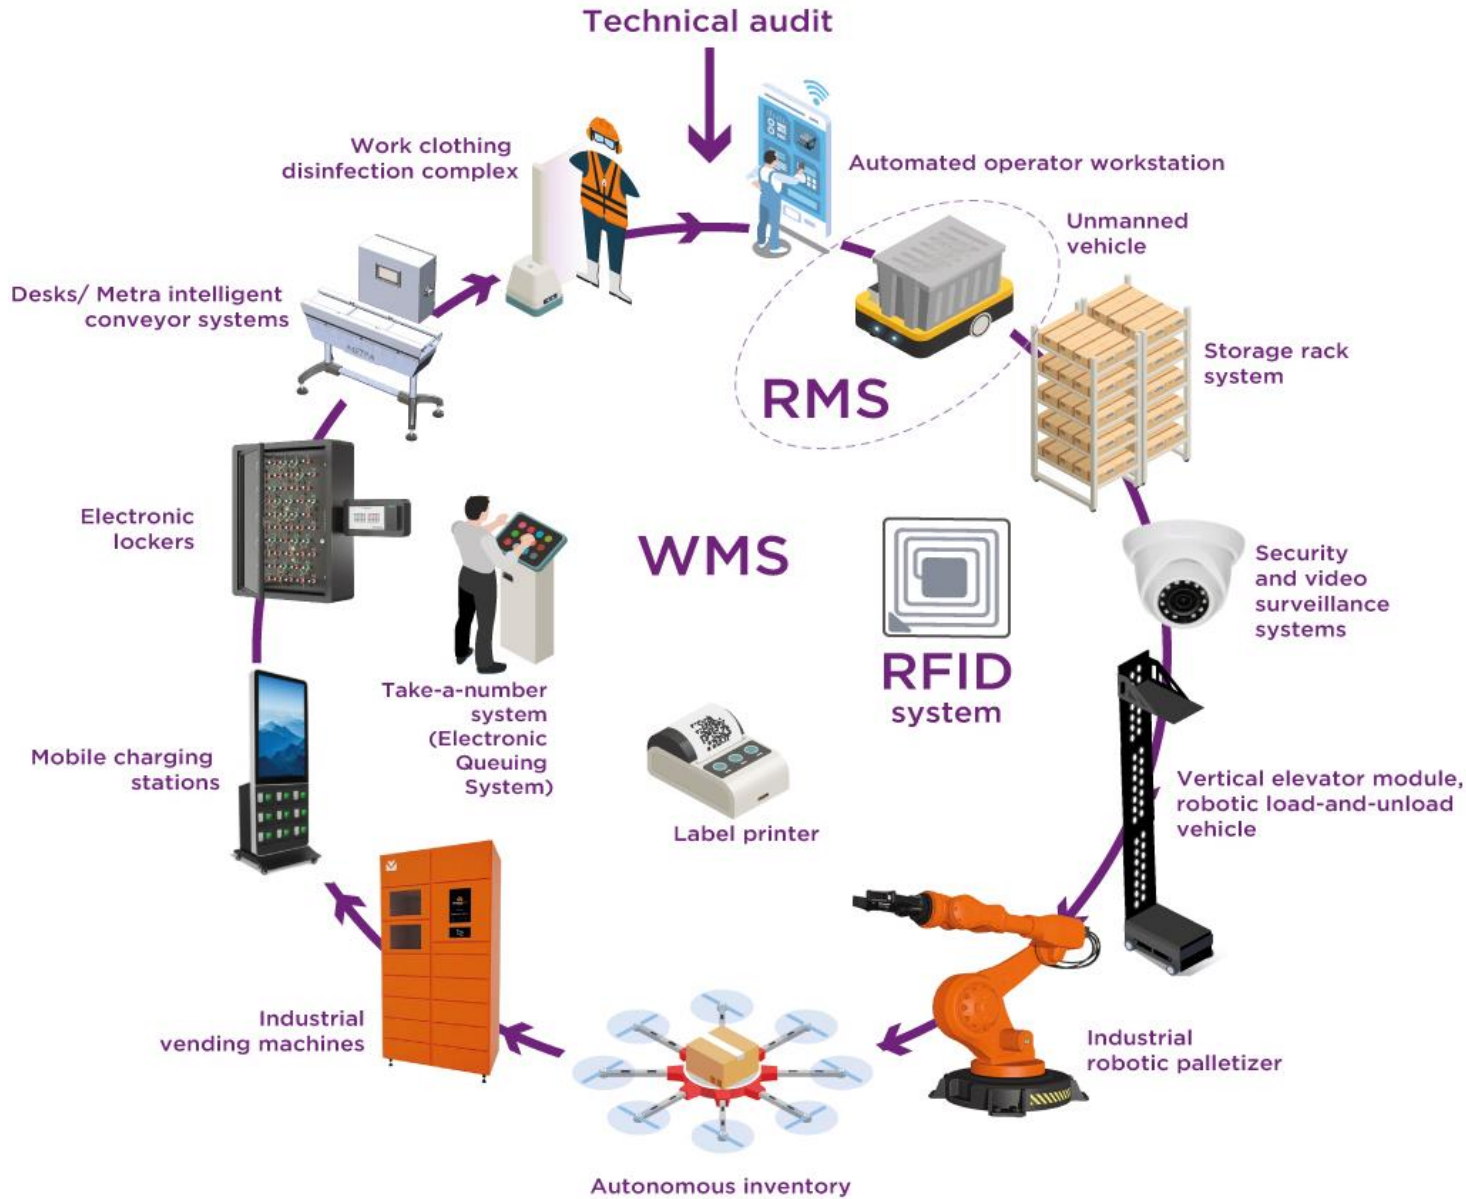 Technical audit
Work clothing
disinfection complex
Automated operator workstation
Unmanned
vehicle
Desks/ Metra intelligent
conveyor systems
METRA
RMS
Storage rack
system
Electronic
lockers
WMS
Security
and video
surveillance
systems
RFID
system
Take-a-number
system
(Electronic
Queuing
System)
Mobile charging
stations
Label printer
Vertical elevator module,
robotic load-and-unload
vehicle
Industrial
vending machines
Industrial
robotic palletizer
Autonomous inventory